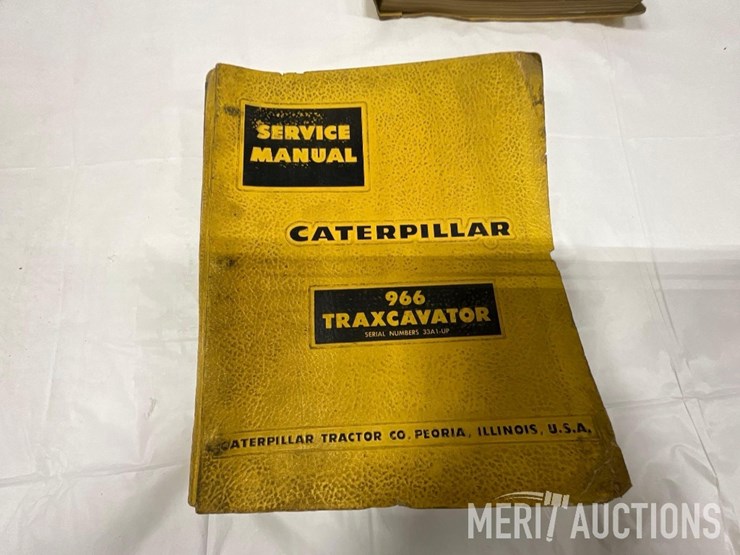 SERVICE
MANUAL
CATERPILLAR
966
TRAXCAVATOR
SERIAL NUMBERS 33A1-UP
CATERPILLAR TRACTOR CO. PEORIA, ILLINOIS, U.S.A.
MERIT AUCTIONS